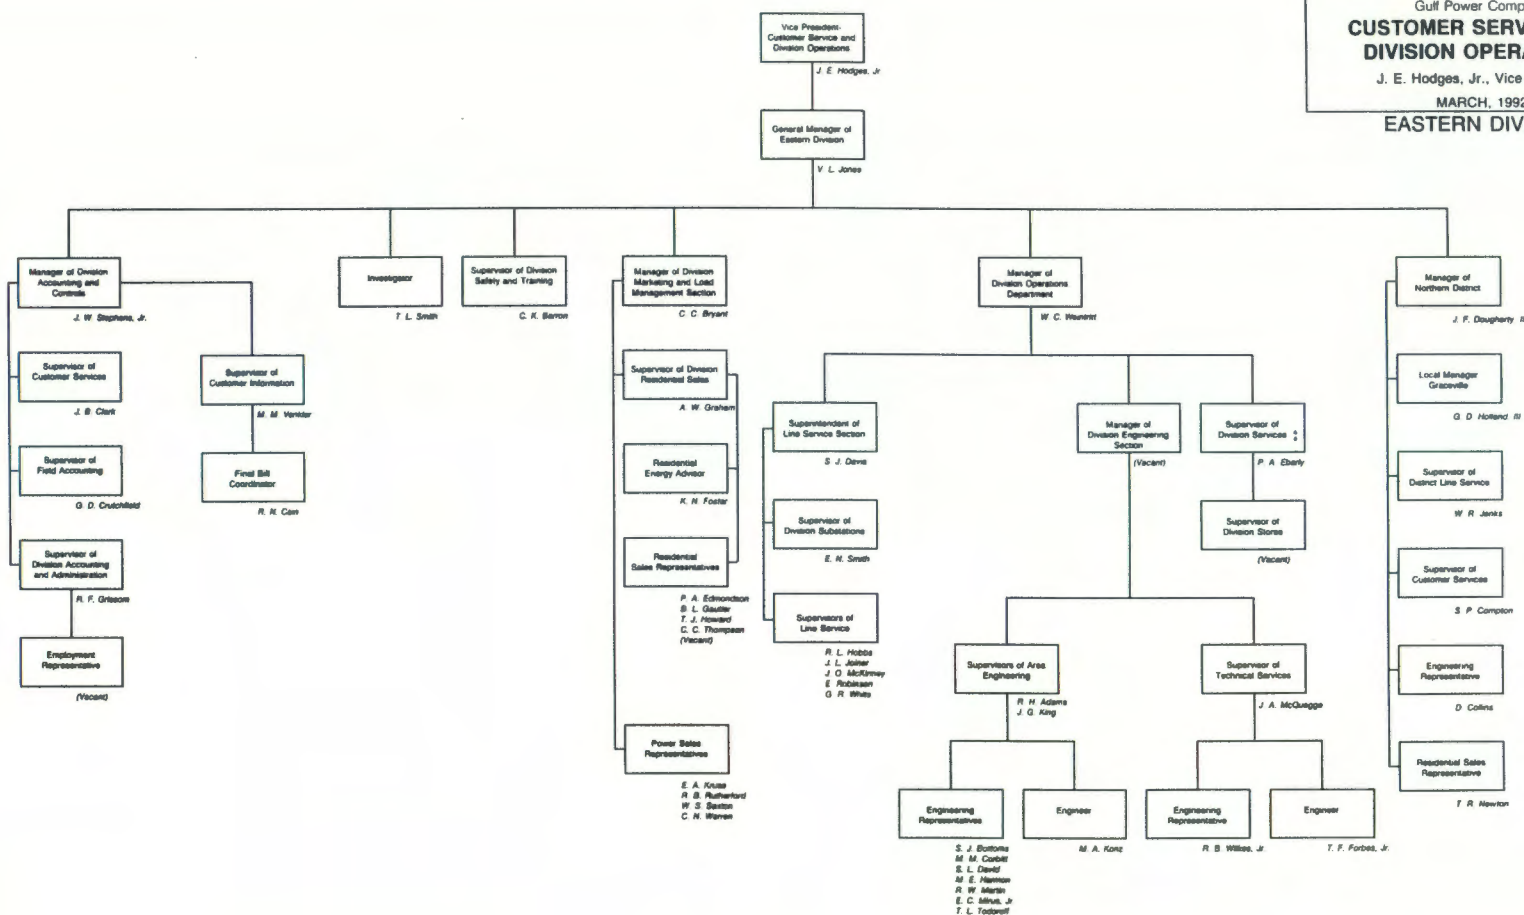 Gulf Power Comp
CUSTOMER SERV
DIVISION OPERA
J. E. Hodges, Jr., Vice
MARCH, 1992
EASTERN DIV
Vice President-
Customer Service and
Division Operations
J. E. Hodges, Jr
General Manager of
Eastern Division
V. L. Jones
Manager of Division
Accounting and
Controls
J. W. Stephens, Jr.
Supervisor of
Customer Services
J. B. Clark
Supervisor of
Field Accounting
G. D. Crutchfield
Supervisor of
Division Accounting
and Administration
R. F. Grissom
Employment
Representative
(Vacant)
Supervisor of
Customer Information
M. M.
Final Bill
Coordinator
R. N. Cain
Investigator
T. L. Smith
Supervisor of Division
Safety and Training
C. K. Barron
Manager of Division
Marketing and Load
Management Section
C. C. Bryant
Supervisor of Division
Residential Sales
A. W. Graham
Residential
Energy Advisor
K. H. Foster
Residential
Sales Representatives
P. A. Edmondson
B. L. Gautier
T. J. Howard
C. C. Thompson
(Vacant)
Power Sales
Representatives
E. A. Kruse
R. B. Rutherford
W. S. Sexton
C. N. Warren
Manager of
Division Operations
Department
W. C.
Superintendent of
Line Service Section
S. J. Davis
Supervisor of
Division Substations
E. N. Smith
Supervisors of
Line Service
R. L. Hobbs
J. L. Joiner
J. O. McKinney
E. Robinson
G. R. White
Manager of
Division Engineering
Section
(Vacant)
Supervisors of Area
Engineering
R. H. Adams
J. G. King
Engineering
Representatives
S. J. Bottoms
M. M. Corbitt
S. L. David
M. E. Harmon
R. W. Martin
E. C. Mirus, Jr
T. L. Todoroff
Engineer
M. A. Konz
Supervisor of
Technical Services
J. A. McQuagge
Engineering
Representative
R. B. Wilkes, Jr.
Engineer
T. F. Forbes, Jr.
Supervisor of
Division Services
P. A. Eberly
Supervisor of
Division Stores
(Vacant)
Manager of
Northern District
J. F. Dougherty II
Local Manager
Graceville
G. D. Holland III
Supervisor of
District Line Service
W. R. Jenks
Supervisor of
Customer Services
S. P. Compton
Engineering
Representative
D. Collins
Residential Sales
Representative
T. R. Newton